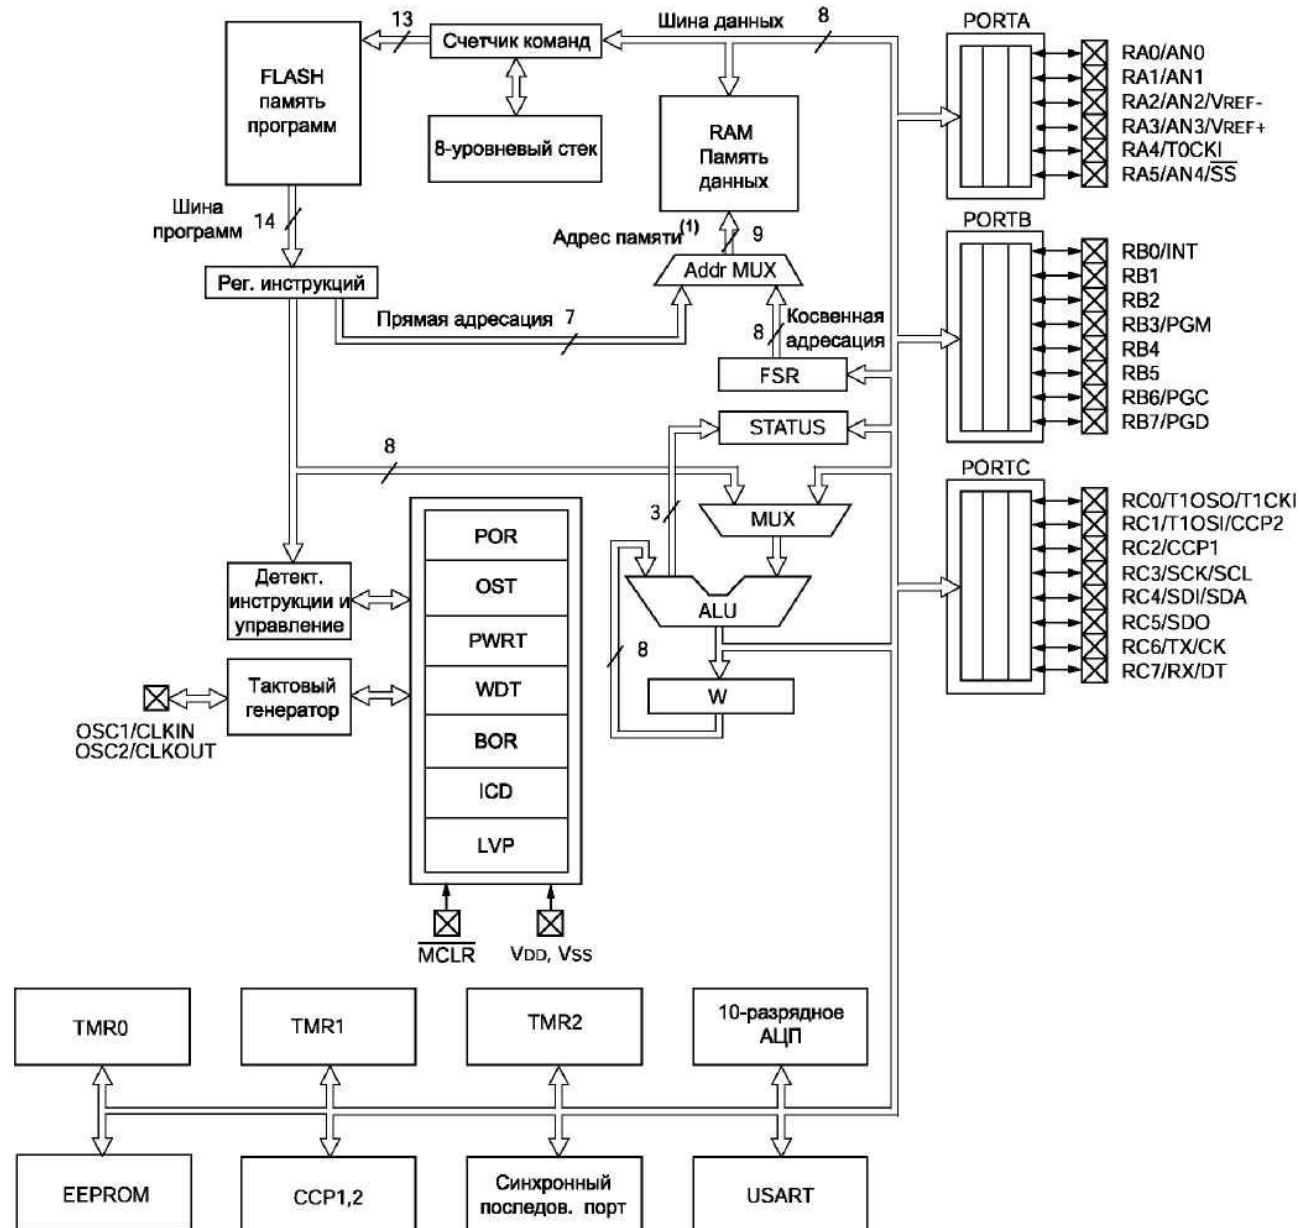 13
Шина данных
8
PORTA
Счетчик команд
FLASH
память
программ
RA0/AN0
RA1/AN1
RA2/AN2/VREF-
RA3/AN3/VREF+
RA4/T0CKI
RA5/AN4/SS
8-уровневый стек
RAM
Память
данных
Шина
программ
14
Адрес памяти(1)
9
PORTB
Addr MUX
RB0/INT
RB1
RB2
RB3/PGM
RB4
RB5
RB6/PGC
RB7/PGD
Рег. инструкций
Прямая адресация
7
8
Косвенная
адресация
FSR
STATUS
8
3
MUX
PORTC
RC0/T1OSO/T1CKI
RC1/T1OSI/CCP2
RC2/CCP1
RC3/SCK/SCL
RC4/SDI/SDA
RC5/SDO
RC6/TX/CK
RC7/RX/DT
POR
OST
PWRT
WDT
BOR
ICD
LVP
Детект.
инструкции и
управление
ALU
8
W
Тактовый
генератор
OSC1/CLKIN
OSC2/CLKOUT
MCLR
VDD, VSS
TMR0
TMR1
TMR2
10-разрядное
АЦП
EEPROM
CCP1,2
Синхронный
последов. порт
USART